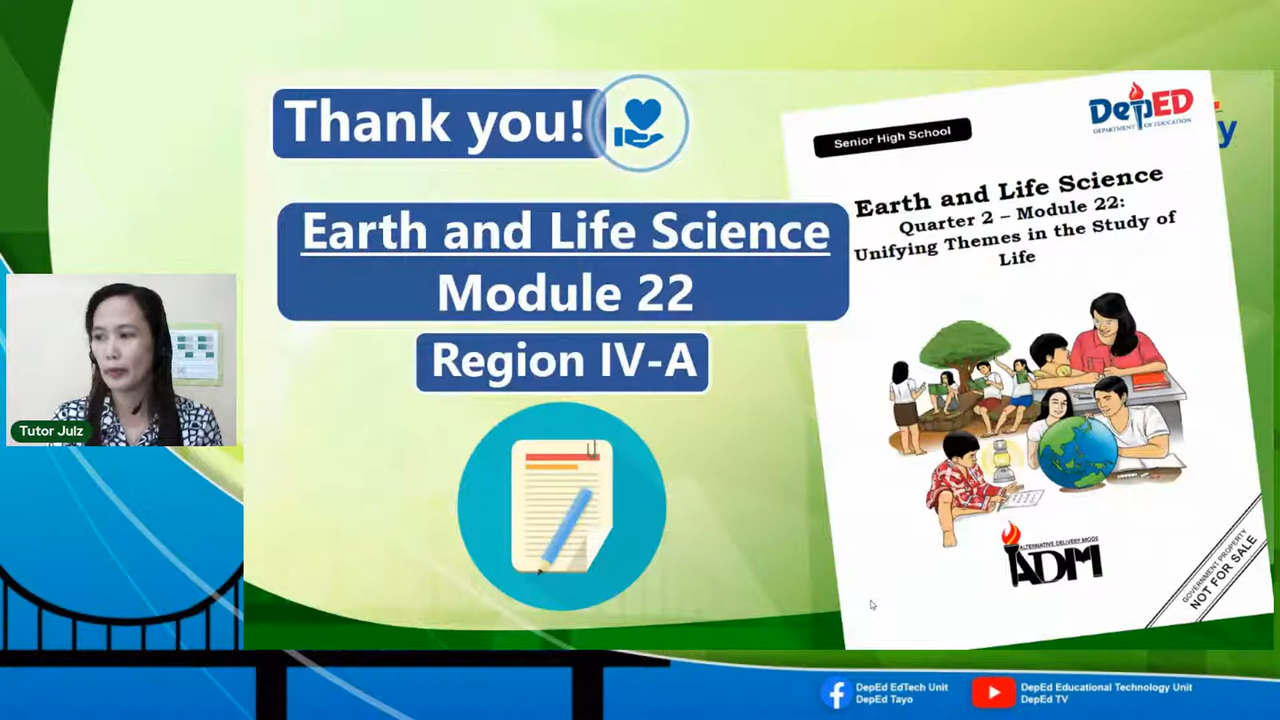 Thank you!
Earth and Life Science
Module 22
Region IV-A
Tutor Julz
Senior High School
DepED
DEPARTMENT OF EDUCATION
Earth and Life Science
Quarter 2 – Module 22:
Unifying Themes in the Study of
Life
ALTERNATIVE DELIVERY MODE
ADM
GOVERNMENT PROPERTY
NOT FOR SALE
DepEd EdTech Unit
DepEd Tayo
DepEd Educational Technology Unit
DepEd TV